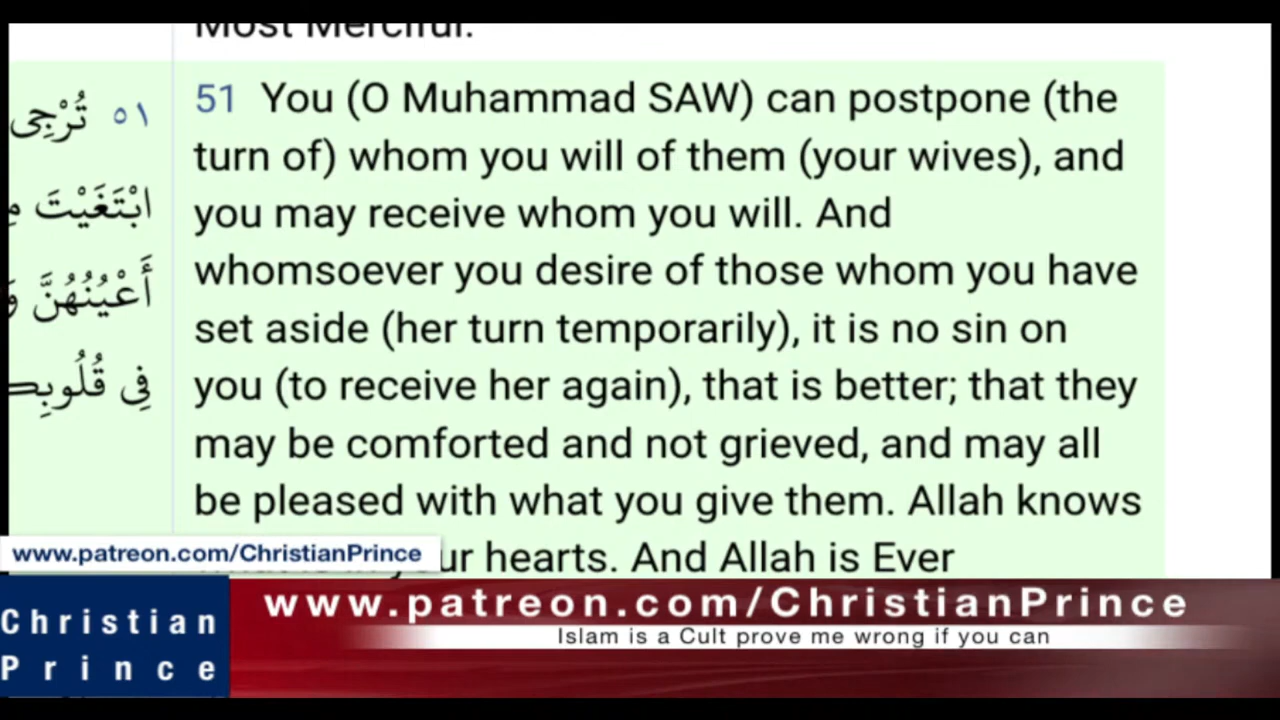 Most Merciful.
٥١ تُرْجِى
ابْتَغَيْتَ
أَعْيُنُهُنَّ
فِى
51 You (O Muhammad SAW) can postpone (the
turn of) whom you will of them (your wives), and
you may receive whom you will. And
whomsoever you desire of those whom you have
set aside (her turn temporarily), it is no sin on
you (to receive her again), that is better; that they
may be comforted and not grieved, and may all
be pleased with what you give them. Allah knows
hearts. And Allah is Ever
www.patreon.com/ChristianPrince
Christian
Prince
www.patreon.com/ChristianPrince
Islam is a Cult prove me wrong if you can